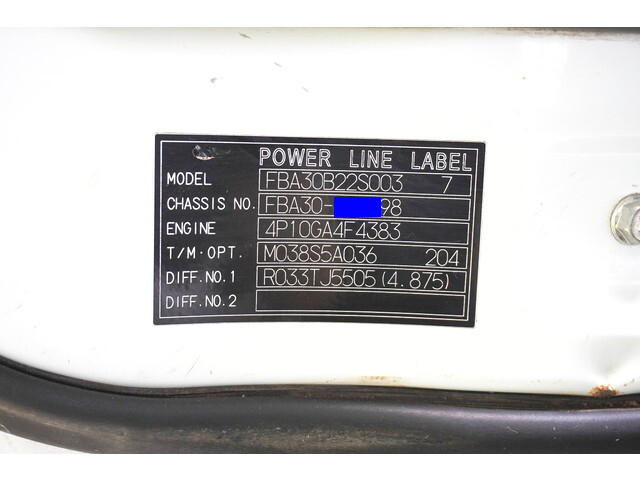 POWER LINE LABEL
MODEL FBA30B22S003 7
CHASSIS NO. FBA30- 98
ENGINE 4P10GA4F4383
T/M·OPT. M038S5A036 204
DIFF.NO.1 R033TJ5505(4.875)
DIFF.NO.2